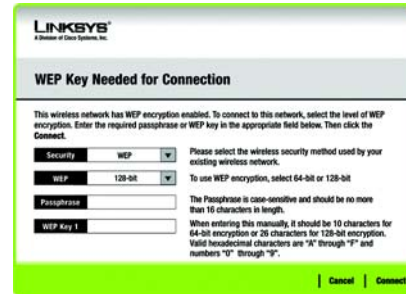 LINKSYS®
A Division of Cisco Systems, Inc.
WEP Key Needed for Connection
This wireless network has WEP encryption enabled. To connect to this network, select the level of WEP
encryption. Enter the required passphrase or WEP key in the appropriate field below. Then click the
Connect.
Security WEP Please select the wireless security method used by your
existing wireless network.
WEP 128-bit To use WEP encryption, select 64-bit or 128-bit
Passphrase The Passphrase is case-sensitive and should be no more
than 16 characters in length.
WEP Key 1 When entering this manually, it should be 10 characters for
64-bit encryption or 26 characters for 128-bit encryption.
Valid hexadecimal characters are "A" through "F" and
numbers "0" through "9".
Cancel Connect